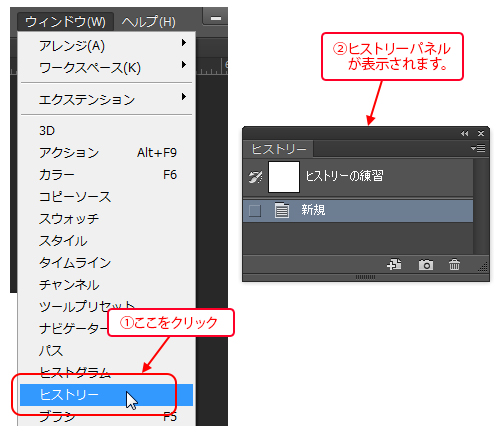 ウィンドウ(W) ヘルプ(H)
アレンジ(A)
ワークスペース(K)
エクステンション
3D
アクション Alt+F9
カラー F6
コピーソース
スウォッチ
スタイル
タイムライン
チャンネル
ツールプリセット
ナビゲーター
パス
ヒストグラム
ヒストリー
ブラシ F5
①ここをクリック
②ヒストリーパネル
が表示されます。
ヒストリー
ヒストリーの練習
新規